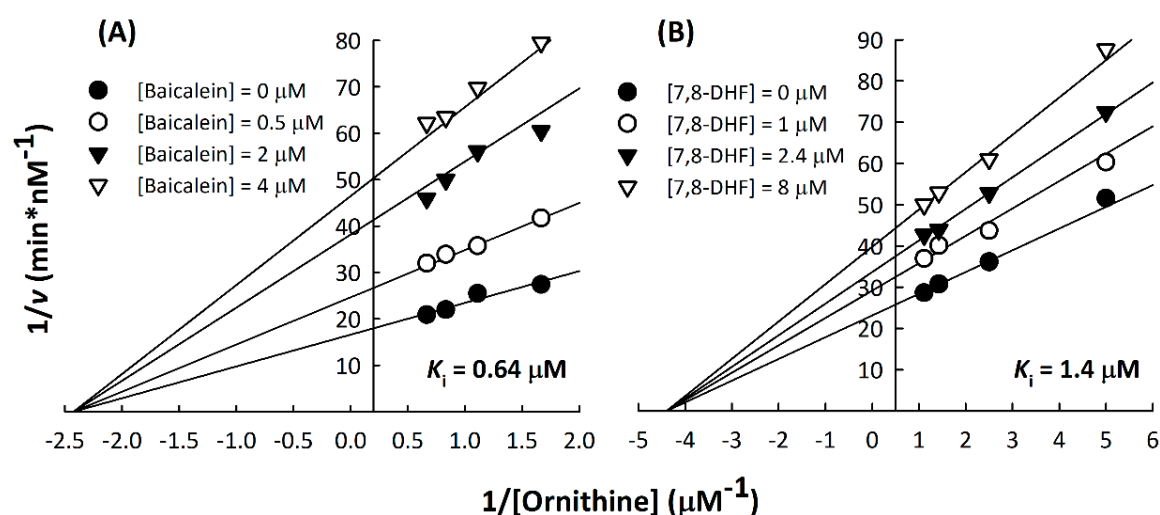 (A)
[Baicalein] = 0 μM
[Baicalein] = 0.5 μM
[Baicalein] = 2 μM
[Baicalein] = 4 μM
80
70
60
50
40
30
20
10
Ki = 0.64 μM
-2.5 -2.0 -1.5 -1.0 -0.5 0.0 0.5 1.0 1.5 2.0
(B)
[7,8-DHF] = 0 μM
[7,8-DHF] = 1 μM
[7,8-DHF] = 2.4 μM
[7,8-DHF] = 8 μM
90
80
70
60
50
40
30
20
10
Ki = 1.4 μM
-5 -4 -3 -2 -1 0 1 2 3 4 5 6
1/v (min*nM⁻¹)
1/[Ornithine] (μM⁻¹)